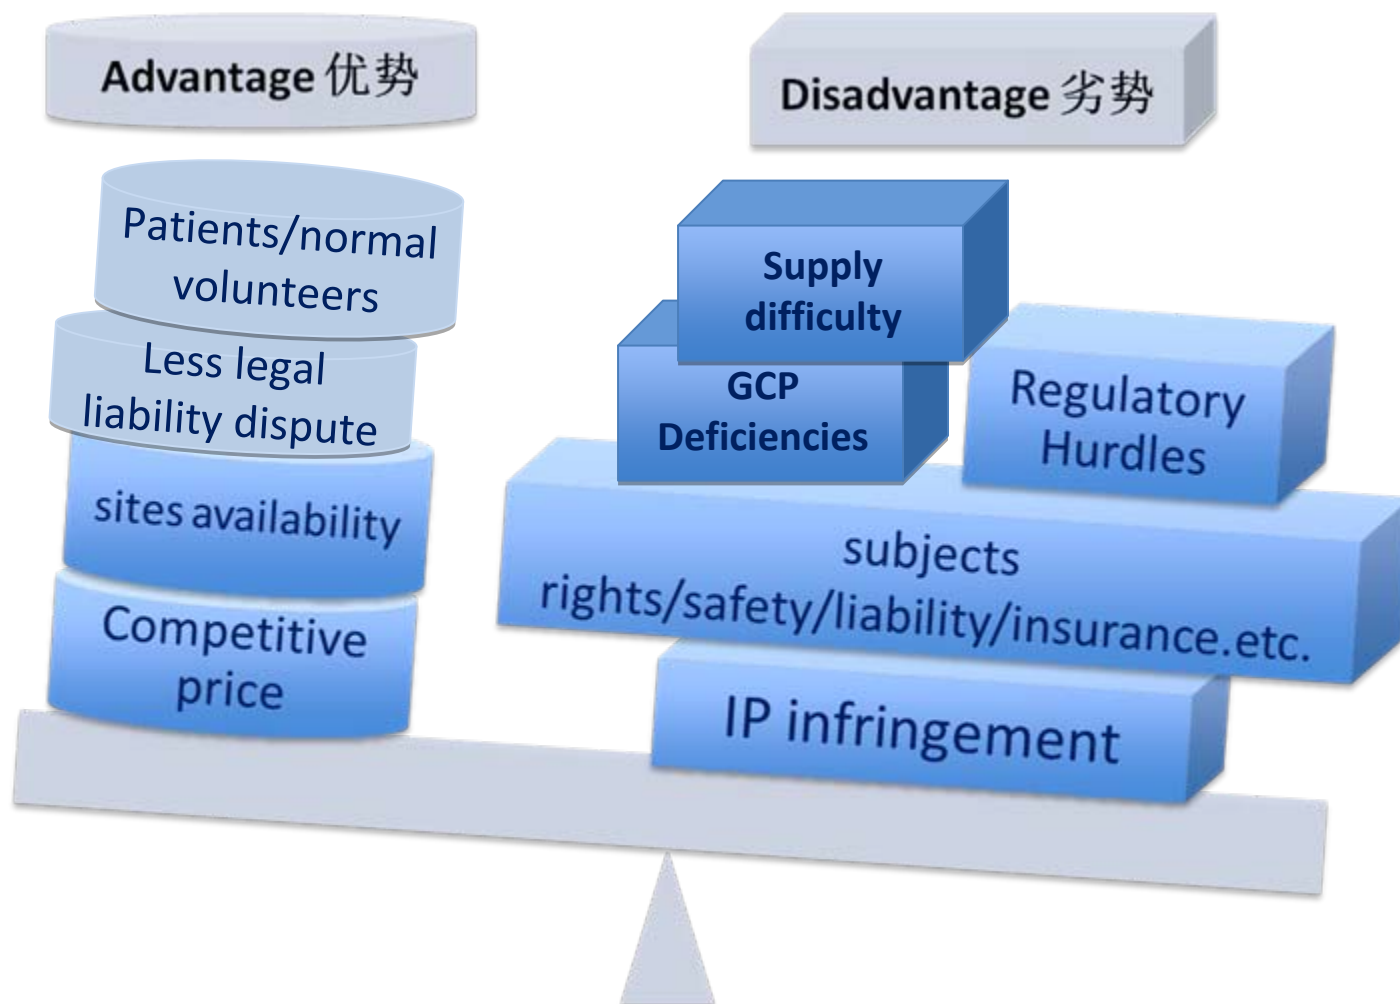 Advantage 优势
Patients/normal
volunteers
Less legal
liability dispute
sites availability
Competitive
price
Disadvantage 劣势
Supply
difficulty
GCP
Deficiencies
Regulatory
Hurdles
subjects
rights/safety/liability/insurance.etc.
IP infringement